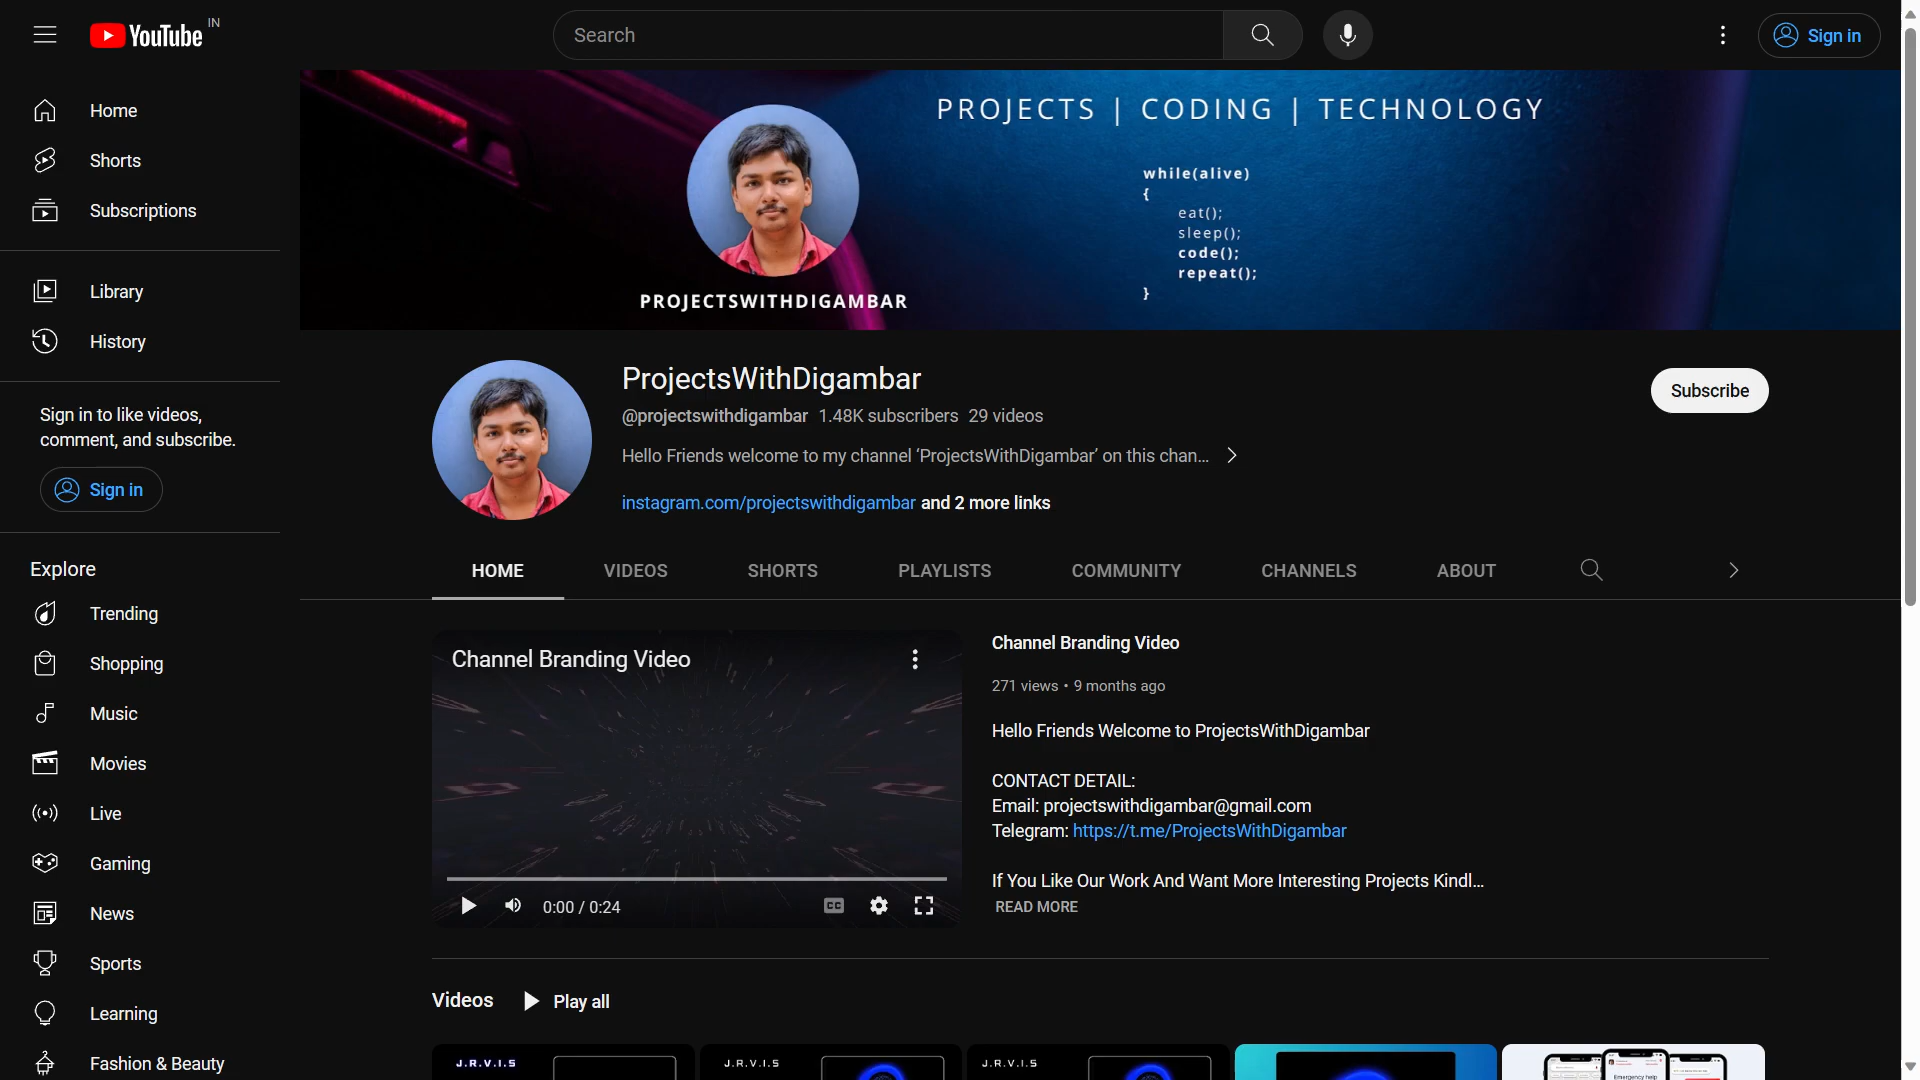 YouTube IN
Search
Sign in
Home
Shorts
Subscriptions
Library
History
Sign in to like videos,
comment, and subscribe.
Sign in
Explore
Trending
Shopping
Music
Movies
Live
Gaming
News
Sports
Learning
Fashion & Beauty
PROJECTS | CODING | TECHNOLOGY
while(alive)
{
eat();
sleep();
code();
repeat();
}
PROJECTSWITHDIGAMBAR
ProjectsWithDigambar
Subscribe
@projectswithdigambar 1.48K subscribers 29 videos
Hello Friends welcome to my channel ‘ProjectsWithDigambar’ on this chan...
instagram.com/projectswithdigambar and 2 more links
HOME VIDEOS SHORTS PLAYLISTS COMMUNITY CHANNELS ABOUT
Channel Branding Video
0:00 / 0:24
CC
Channel Branding Video
271 views • 9 months ago
Hello Friends Welcome to ProjectsWithDigambar
CONTACT DETAIL:
Email: projectswithdigambar@gmail.com
Telegram: https://t.me/ProjectsWithDigambar
If You Like Our Work And Want More Interesting Projects Kindl...
READ MORE
Videos Play all
J.R.V.I.S
J.R.V.I.S
J.R.V.I.S
Emergency help